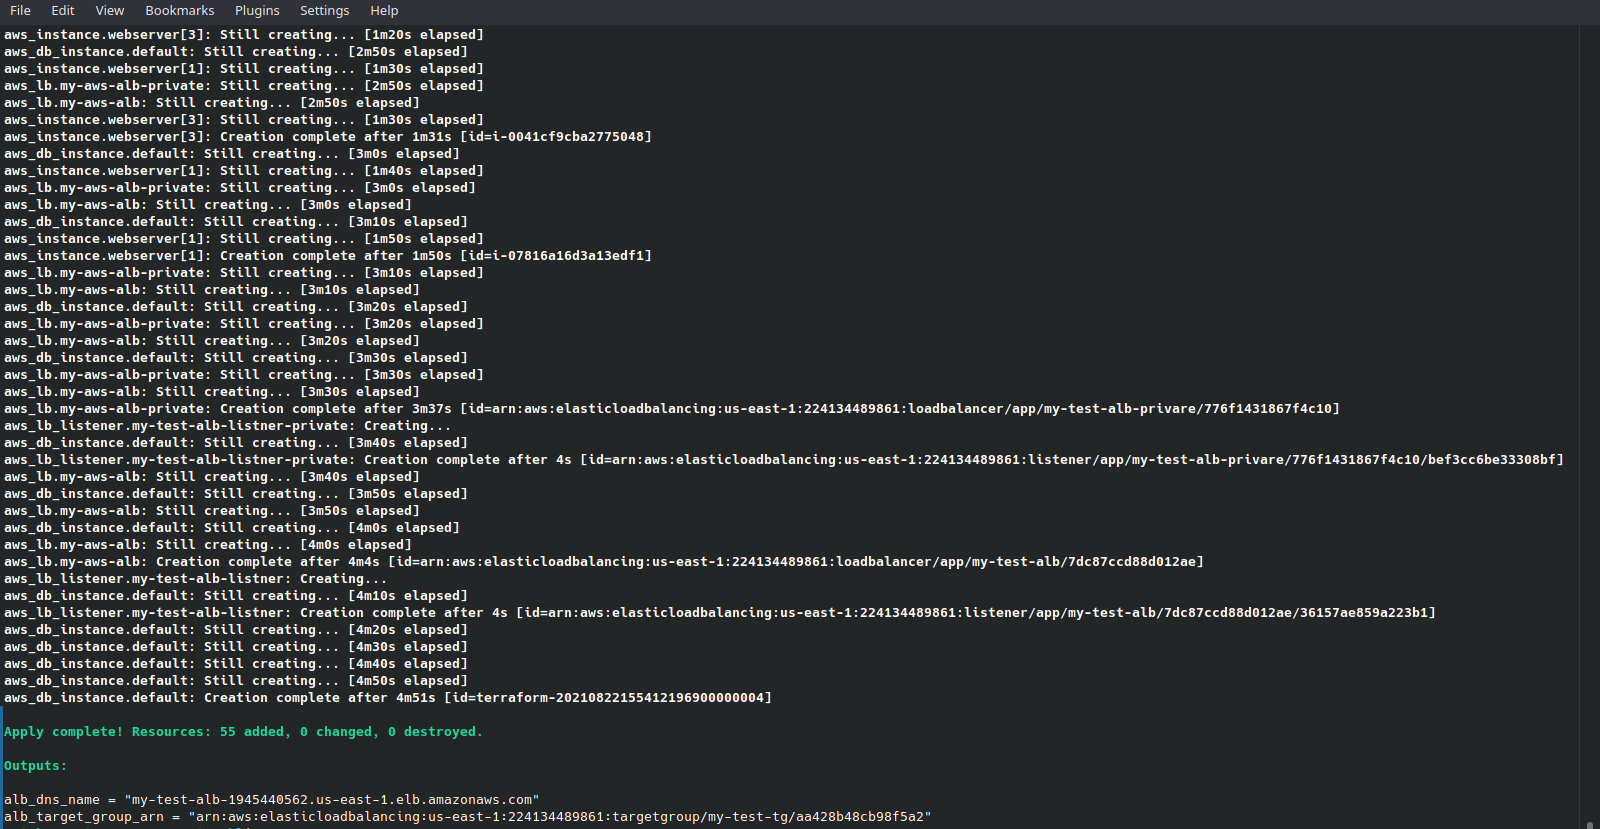 File Edit View Bookmarks Plugins Settings Help
aws_instance.webserver[3]: Still creating... [1m20s elapsed]
aws_db_instance.default: Still creating... [2m50s elapsed]
aws_instance.webserver[1]: Still creating... [1m30s elapsed]
aws_lb.my-aws-alb-private: Still creating... [2m50s elapsed]
aws_lb.my-aws-alb: Still creating... [2m50s elapsed]
aws_instance.webserver[3]: Still creating... [1m30s elapsed]
aws_instance.webserver[3]: Creation complete after 1m31s [id=i-0041cf9cba2775048]
aws_db_instance.default: Still creating... [3m0s elapsed]
aws_instance.webserver[1]: Still creating... [1m40s elapsed]
aws_lb.my-aws-alb-private: Still creating... [3m0s elapsed]
aws_lb.my-aws-alb: Still creating... [3m0s elapsed]
aws_db_instance.default: Still creating... [3m10s elapsed]
aws_instance.webserver[1]: Still creating... [1m50s elapsed]
aws_instance.webserver[1]: Creation complete after 1m50s [id=i-07816a16d3a13edf1]
aws_lb.my-aws-alb-private: Still creating... [3m10s elapsed]
aws_lb.my-aws-alb: Still creating... [3m10s elapsed]
aws_db_instance.default: Still creating... [3m20s elapsed]
aws_lb.my-aws-alb-private: Still creating... [3m20s elapsed]
aws_lb.my-aws-alb: Still creating... [3m20s elapsed]
aws_db_instance.default: Still creating... [3m30s elapsed]
aws_lb.my-aws-alb-private: Still creating... [3m30s elapsed]
aws_lb.my-aws-alb: Still creating... [3m30s elapsed]
aws_lb.my-aws-alb-private: Creation complete after 3m37s [id=arn:aws:elasticloadbalancing:us-east-1:224134489861:loadbalancer/app/my-test-alb-privare/776f1431867f4c10]
aws_lb_listener.my-test-alb-listner-private: Creating...
aws_db_instance.default: Still creating... [3m40s elapsed]
aws_lb_listener.my-test-alb-listner-private: Creation complete after 4s [id=arn:aws:elasticloadbalancing:us-east-1:224134489861:listener/app/my-test-alb-privare/776f1431867f4c10/bef3cc6be33308bf]
aws_lb.my-aws-alb: Still creating... [3m40s elapsed]
aws_db_instance.default: Still creating... [3m50s elapsed]
aws_lb.my-aws-alb: Still creating... [3m50s elapsed]
aws_db_instance.default: Still creating... [4m0s elapsed]
aws_lb.my-aws-alb: Still creating... [4m0s elapsed]
aws_lb.my-aws-alb: Creation complete after 4m4s [id=arn:aws:elasticloadbalancing:us-east-1:224134489861:loadbalancer/app/my-test-alb/7dc87ccd88d012ae]
aws_lb_listener.my-test-alb-listner: Creating...
aws_db_instance.default: Still creating... [4m10s elapsed]
aws_lb_listener.my-test-alb-listner: Creation complete after 4s [id=arn:aws:elasticloadbalancing:us-east-1:224134489861:listener/app/my-test-alb/7dc87ccd88d012ae/36157ae859a223b1]
aws_db_instance.default: Still creating... [4m20s elapsed]
aws_db_instance.default: Still creating... [4m30s elapsed]
aws_db_instance.default: Still creating... [4m40s elapsed]
aws_db_instance.default: Still creating... [4m50s elapsed]
aws_db_instance.default: Creation complete after 4m51s [id=terraform-20210822155412196900000004]
Apply complete! Resources: 55 added, 0 changed, 0 destroyed.
Outputs:
alb_dns_name = "my-test-alb-1945440562.us-east-1.elb.amazonaws.com"
alb_target_group_arn = "arn:aws:elasticloadbalancing:us-east-1:224134489861:targetgroup/my-test-tg/aa428b48cb98f5a2"